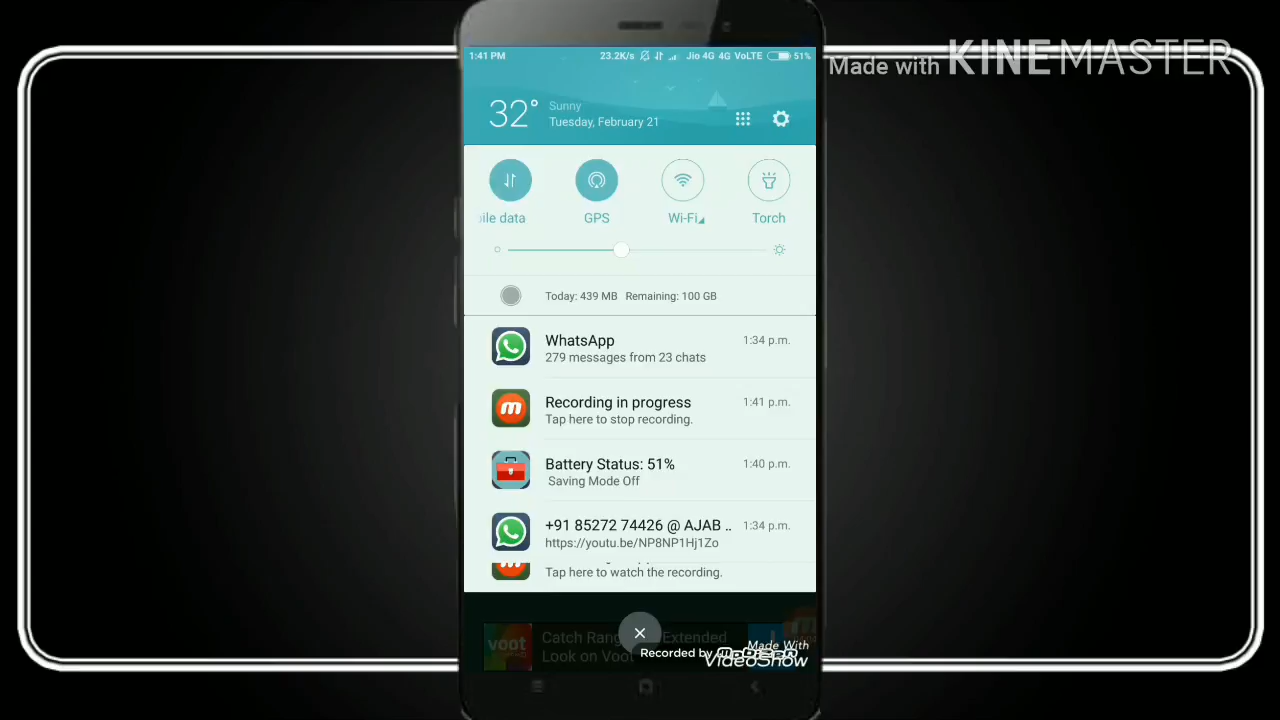 Made with KINEMASTER
1:41 PM 23.2K/s Jio 4G 4G VoLTE 51%
32° Sunny
Tuesday, February 21
ile data GPS Wi-Fi Torch
Today: 439 MB Remaining: 100 GB
WhatsApp 1:34 p.m.
279 messages from 23 chats
m
Recording in progress 1:41 p.m.
Tap here to stop recording.
Battery Status: 51% 1:40 p.m.
Saving Mode Off
+91 85272 74426 @ AJAB .. 1:34 p.m.
https://youtu.be/NP8NP1Hj1Zo
Tap here to watch the recording.
voot
Catch Rang Extended
Look on Voot
Recorded by
Made With
VideoShow